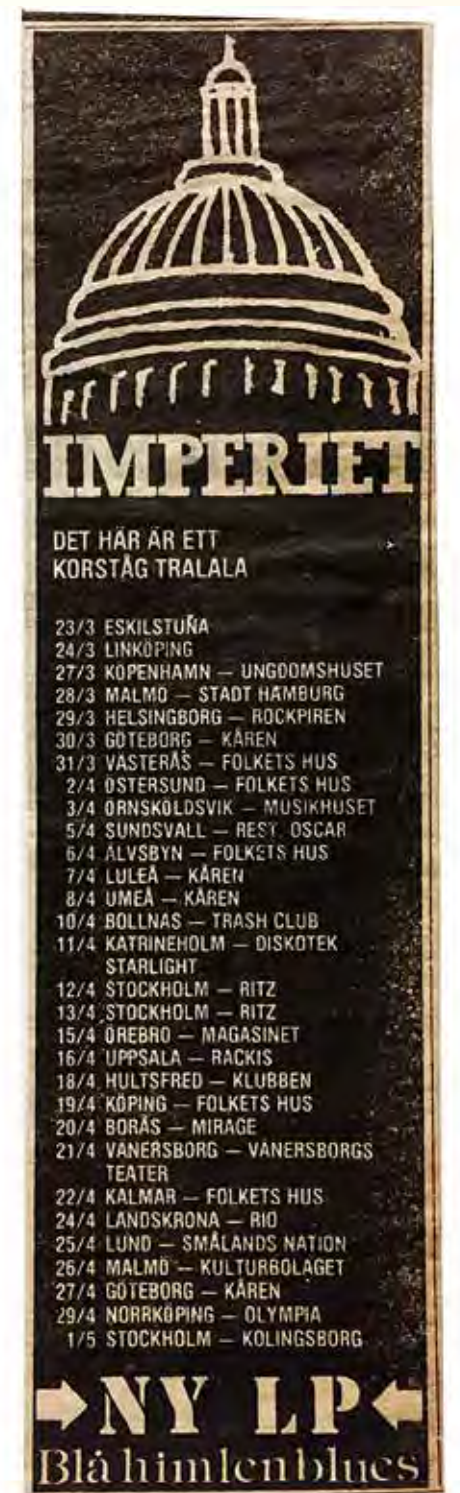 IMPERIET
DET HÄR ÄR ETT
KORSTÅG TRALALA
23/3 ESKILSTUNA
24/3 LINKÖPING
27/3 KÖPENHAMN — UNGDOMSHUSET
28/3 MALMÖ — STADT HAMBURG
29/3 HELSINGBORG — ROCKPIREN
30/3 GÖTEBORG — KÅREN
31/3 VÄSTERÅS — FOLKETS HUS
2/4 ÖSTERSUND — FOLKETS HUS
3/4 ÖRNSKÖLDSVIK — MUSIKHUSET
5/4 SUNDSVALL — REST. OSCAR
6/4 ÄLVSBYN — FOLKETS HUS
7/4 LULEÅ — KÅREN
8/4 UMEÅ — KÅREN
10/4 BOLLNÄS — TRASH CLUB
11/4 KATRINEHOLM — DISKOTEK
STARLIGHT
12/4 STOCKHOLM — RITZ
13/4 STOCKHOLM — RITZ
15/4 ÖREBRO — MAGASINET
16/4 UPPSALA — RACKIS
18/4 HULTSFRED — KLUBBEN
19/4 KÖPING — FOLKETS HUS
20/4 BORÅS — MIRAGE
21/4 VÄNERSBORG — VÄNERSBORGS
TEATER
22/4 KALMAR — FOLKETS HUS
24/4 LANDSKRONA — RIO
25/4 LUND — SMÅLANDS NATION
26/4 MALMÖ — KULTURBOLAGET
27/4 GÖTEBORG — KÅREN
29/4 NORRKÖPING — OLYMPIA
1/5 STOCKHOLM — KOLINGSBORG
NY LP
Blå himlen blues